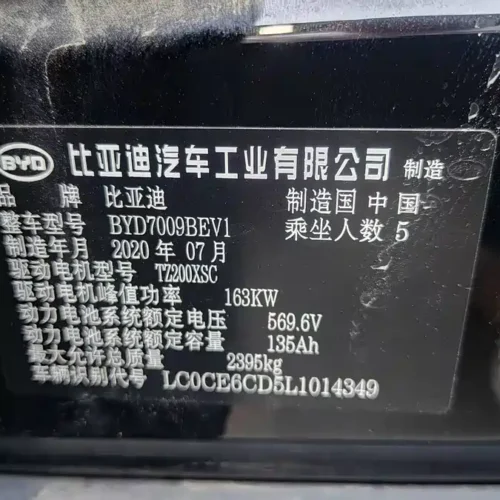 BYD 比亚迪汽车工业有限公司 制造
品牌 比亚迪 制造国 中国
整车型号 BYD7009BEV1 乘坐人数 5
制造年月 2020 年 07 月
驱动电机型号 TZ200XSC
驱动电机峰值功率 163KW
动力电池系统额定电压 569.6V
动力电池系统额定容量 135Ah
最大允许总质量 2395kg
车辆识别代号 LC0CE6CD5L1014349